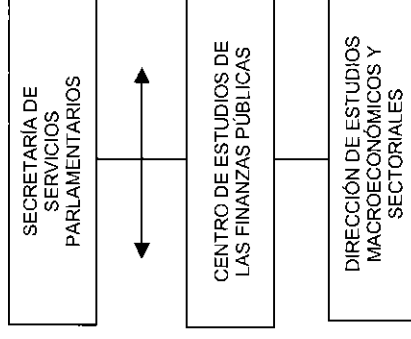 SECRETARÍA DE
SERVICIOS
PARLAMENTARIOS
CENTRO DE ESTUDIOS DE
LAS FINANZAS PÚBLICAS
DIRECCIÓN DE ESTUDIOS
MACROECONÓMICOS Y
SECTORIALES